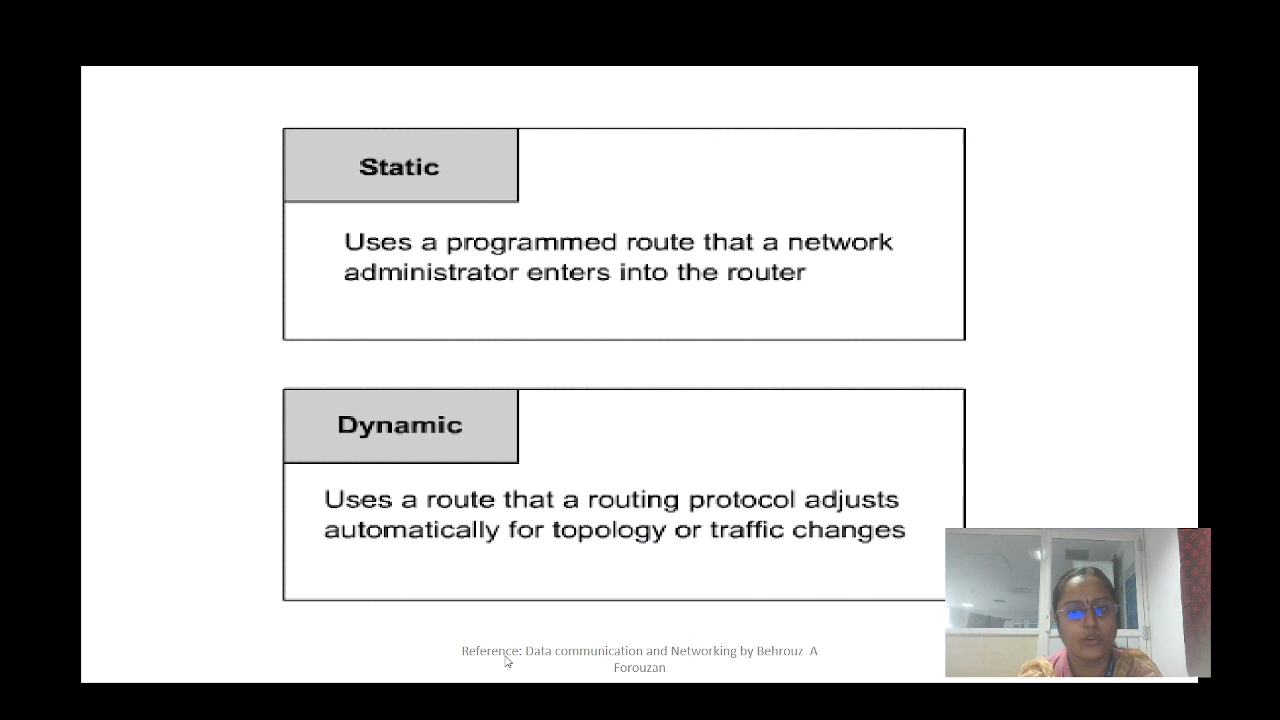 Static
Uses a programmed route that a network
administrator enters into the router
Dynamic
Uses a route that a routing protocol adjusts
automatically for topology or traffic changes
Reference: Data communication and Networking by Behrouz A
Forouzan